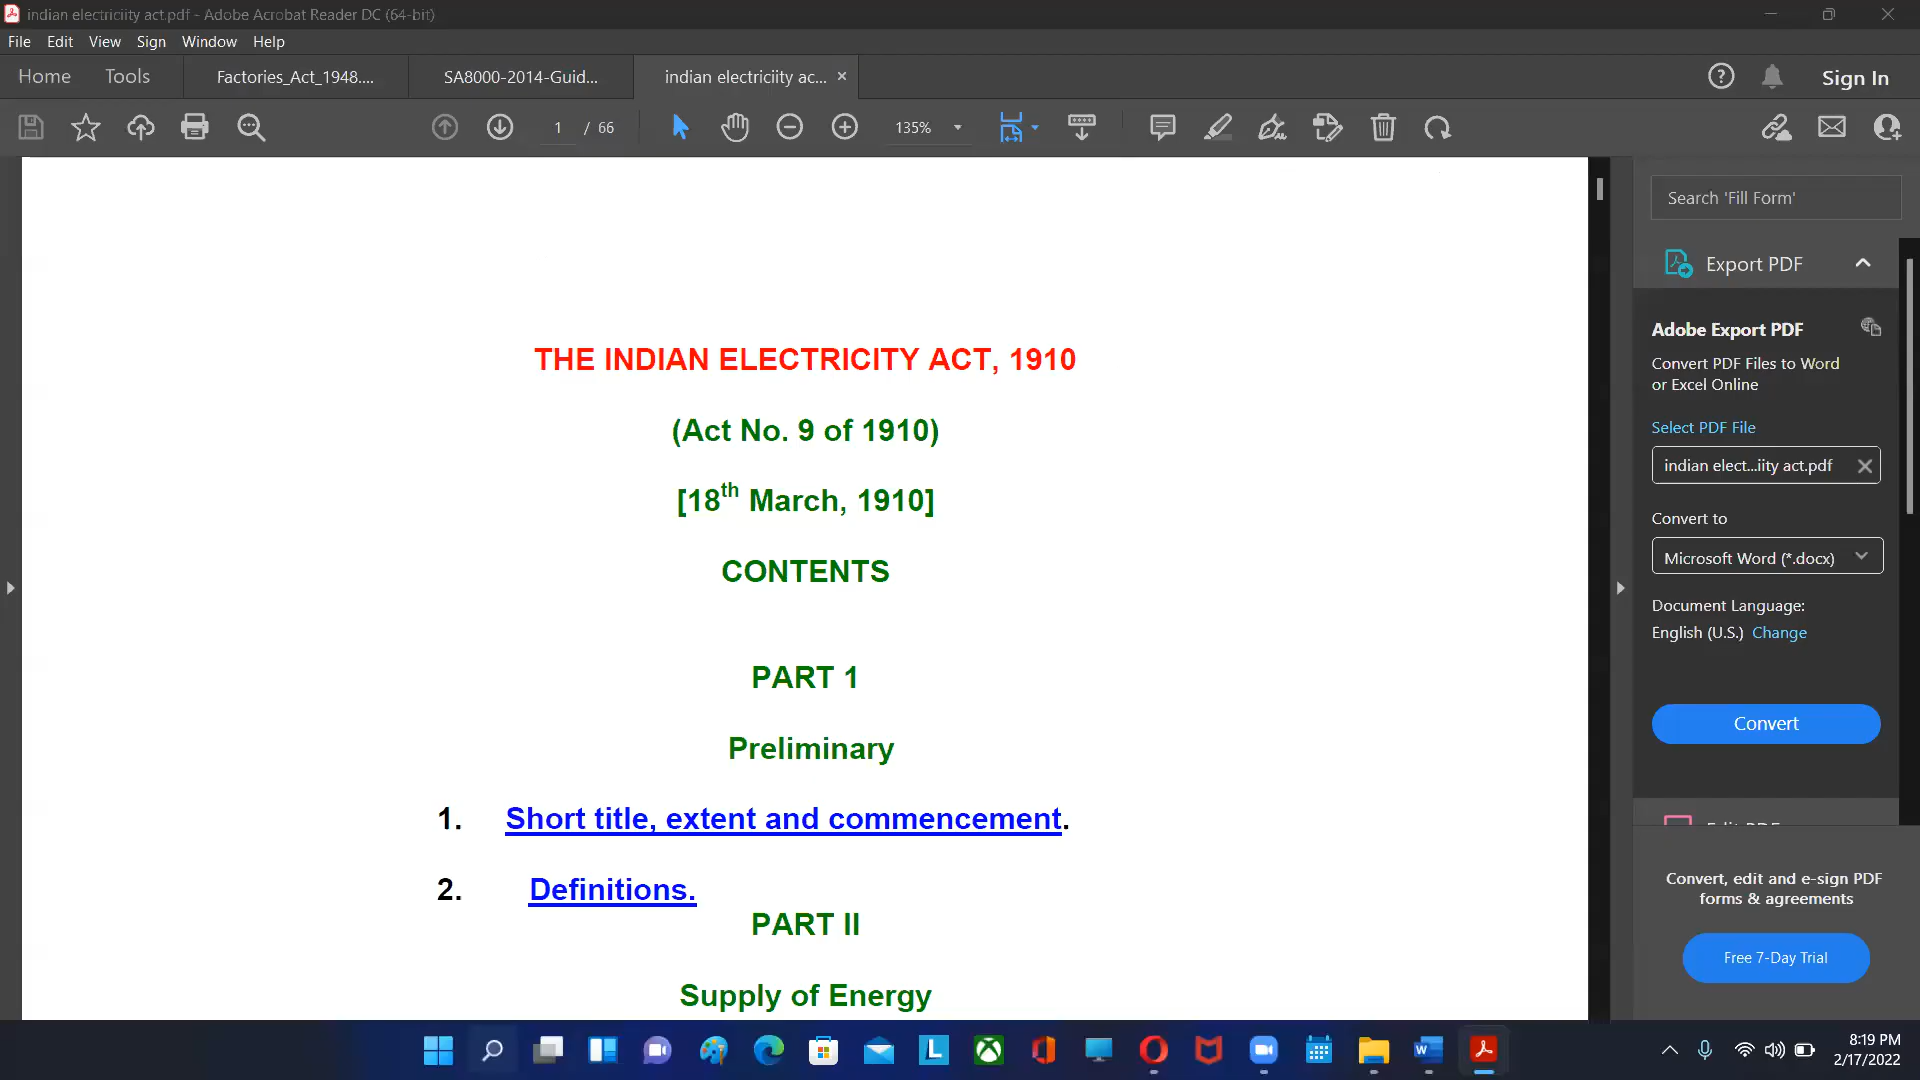 indian electriciity act.pdf - Adobe Acrobat Reader DC (64-bit)
File Edit View Sign Window Help
Home Tools Factories_Act_1948.... SA8000-2014-Guid... indian electriciity ac... Sign In
1 / 66 135%
THE INDIAN ELECTRICITY ACT, 1910
(Act No. 9 of 1910)
[18th March, 1910]
CONTENTS
PART 1
Preliminary
1. Short title, extent and commencement.
2. Definitions.
PART II
Supply of Energy
Search 'Fill Form'
Export PDF
Adobe Export PDF
Convert PDF Files to Word
or Excel Online
Select PDF File
indian elect...iity act.pdf
Convert to
Microsoft Word (*.docx)
Document Language:
English (U.S.) Change
Convert
Edit PDF
Convert, edit and e-sign PDF
forms & agreements
Free 7-Day Trial
8:19 PM
2/17/2022